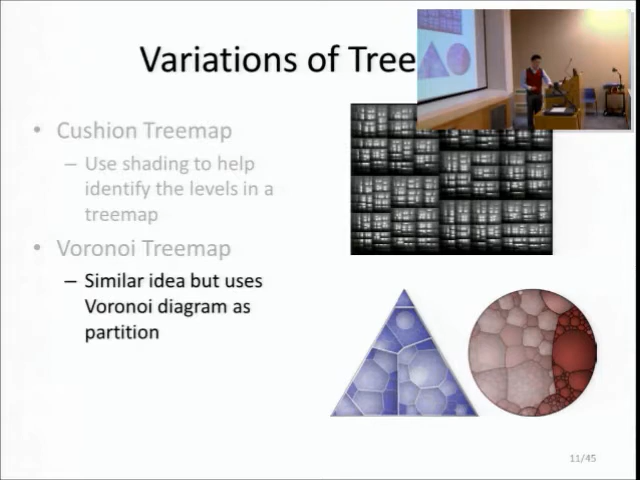 Variations of Tree
• Cushion Treemap
– Use shading to help
identify the levels in a
treemap
• Voronoi Treemap
– Similar idea but uses
Voronoi diagram as
partition
11/45